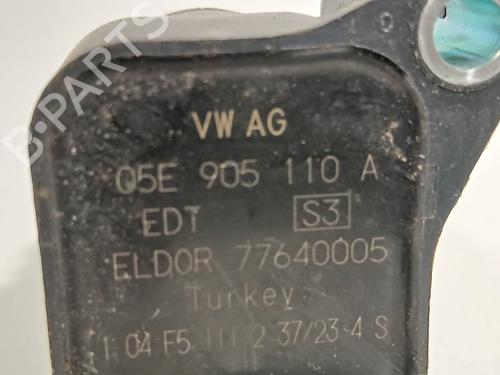 B-PARTS
VW AG
05E 905 110 A
EDT S3
ELDOR 77640005
Turkey
1 04 F5 111 2 37/23 4 S